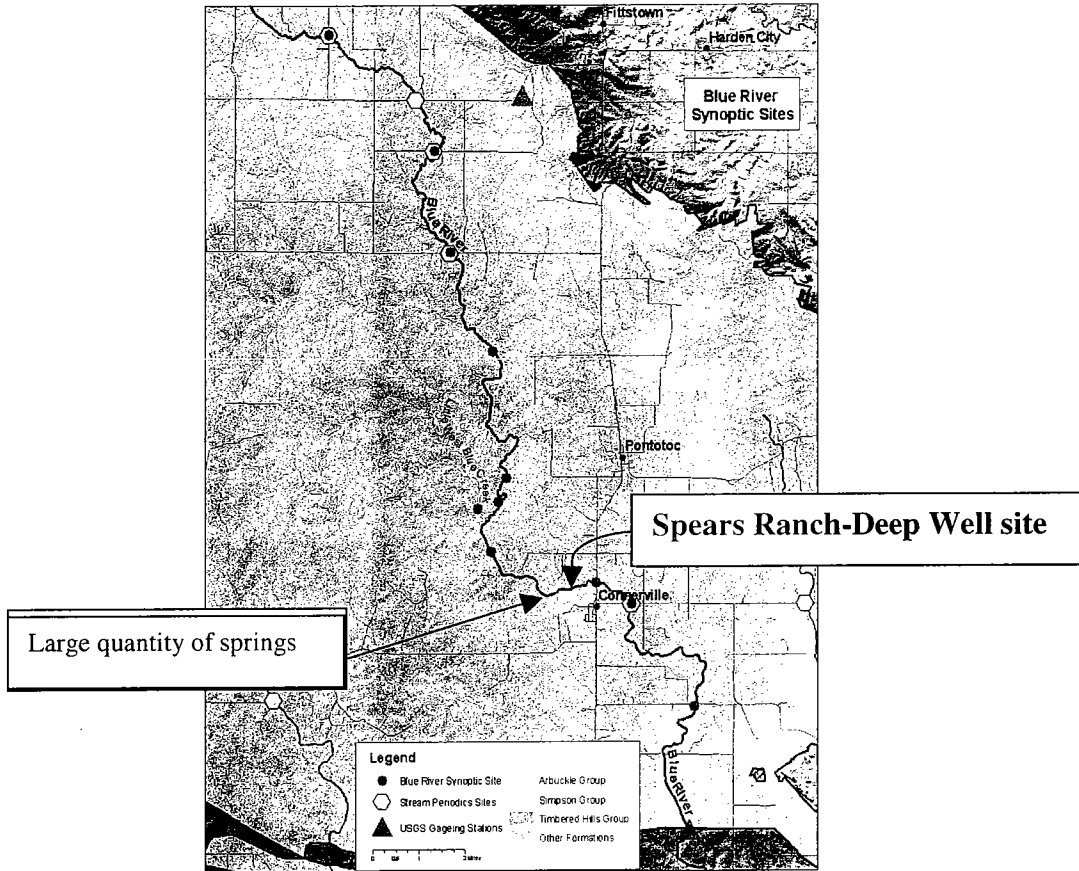 Fittstown
Harden City
Blue River
Synoptic Sites
Blue River
Pontotoc
Spears Ranch-Deep Well site
Connerville
Large quantity of springs
Blue River
Legend
Blue River Synoptic Site
Stream Periodics Sites
USGS Gageing Stations
Arbuckle Group
Simpson Group
Timbered Hills Group
Other Formations